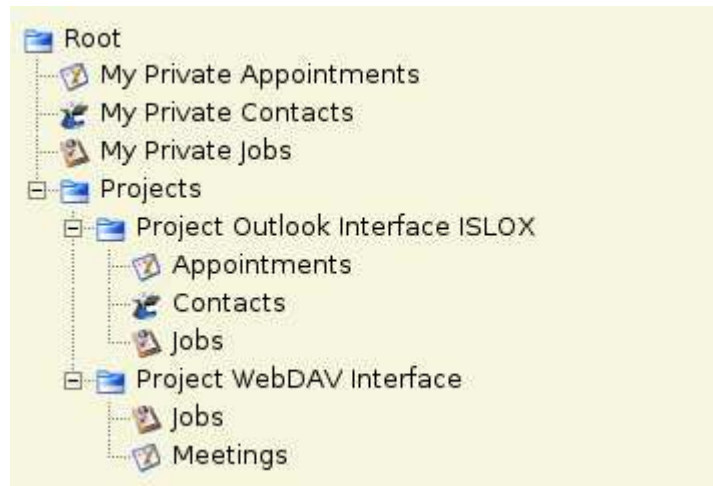 Root
My Private Appointments
My Private Contacts
My Private Jobs
Projects
Project Outlook Interface ISLOX
Appointments
Contacts
Jobs
Project WebDAV Interface
Jobs
Meetings